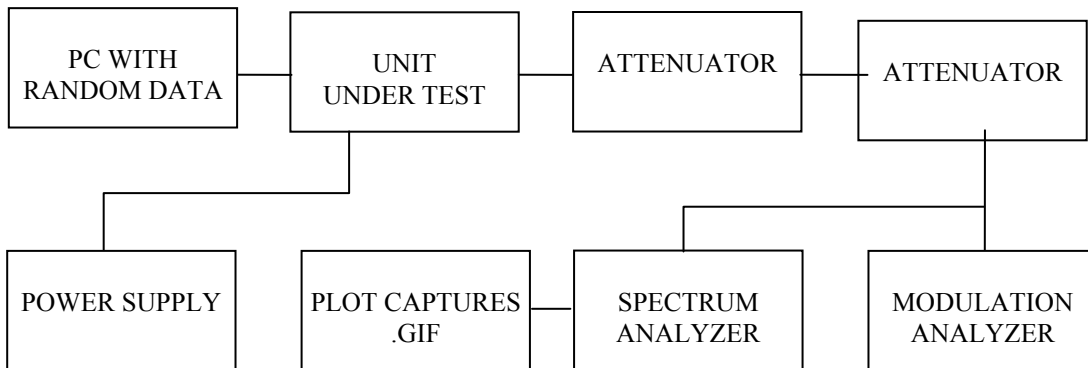 PC WITH
RANDOM DATA
UNIT
UNDER TEST
ATTENUATOR
ATTENUATOR
POWER SUPPLY
PLOT CAPTURES
.GIF
SPECTRUM
ANALYZER
MODULATION
ANALYZER